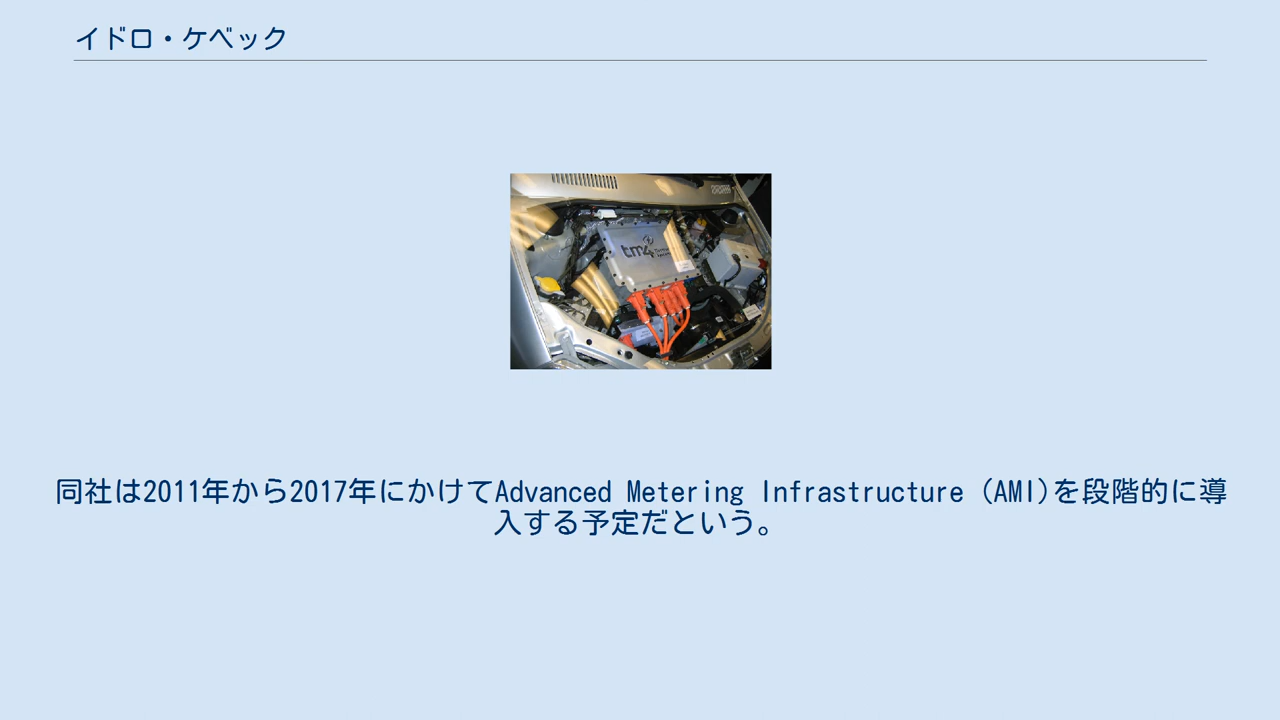 イドロ・ケベック
tm4
同社は2011年から2017年にかけてAdvanced Metering Infrastructure (AMI)を段階的に導
入する予定だという。